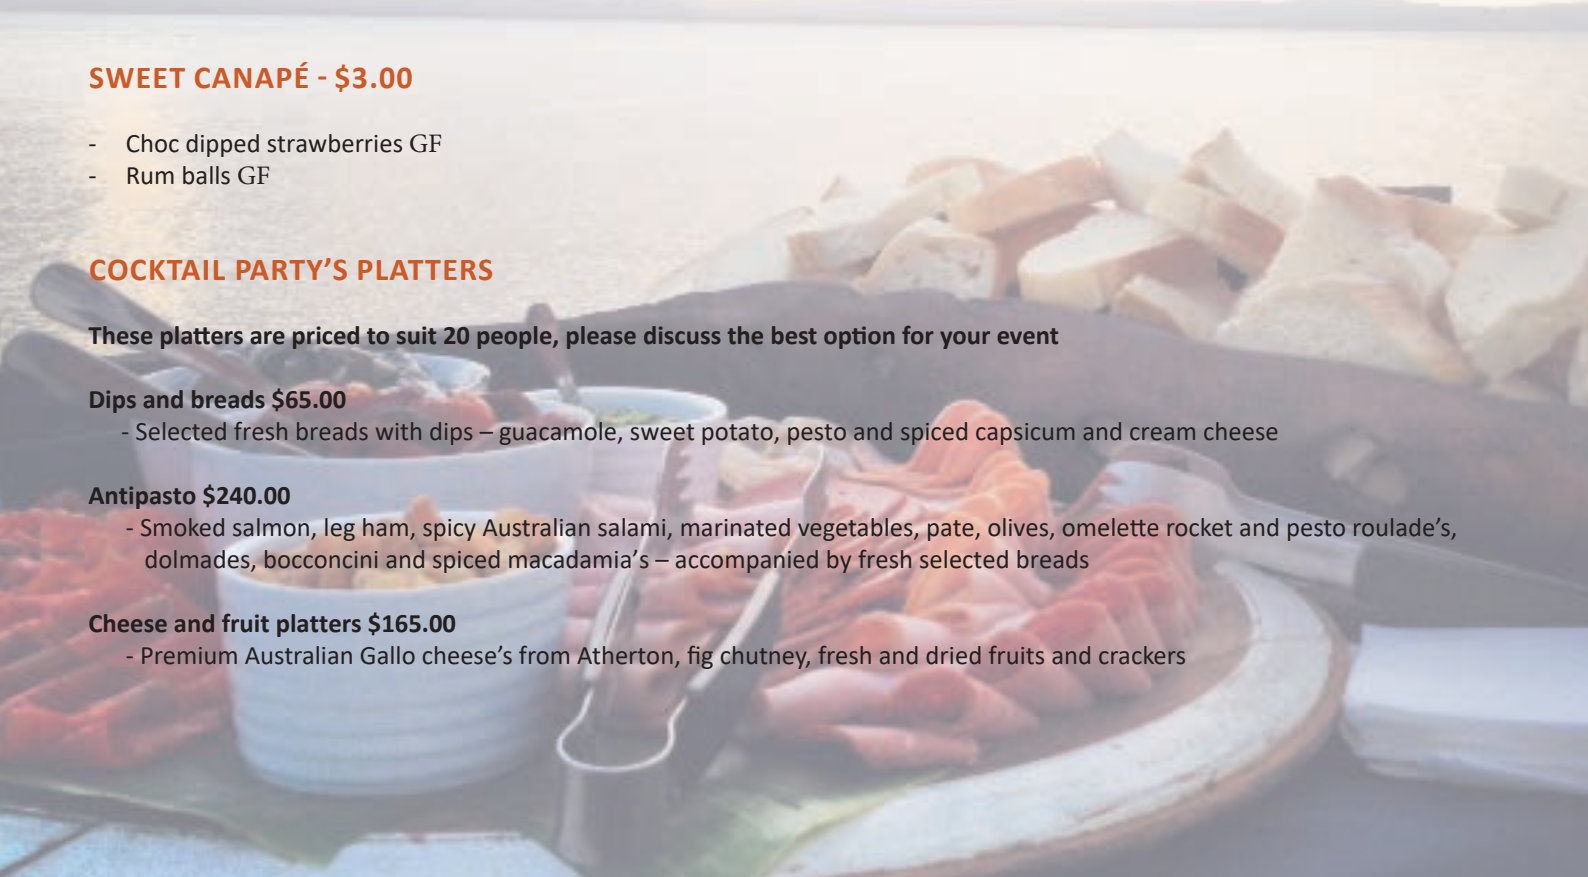 SWEET CANAPÉ - $3.00
- Choc dipped strawberries GF
- Rum balls GF
COCKTAIL PARTY’S PLATTERS
These platters are priced to suit 20 people, please discuss the best option for your event
Dips and breads $65.00
- Selected fresh breads with dips – guacamole, sweet potato, pesto and spiced capsicum and cream cheese
Antipasto $240.00
- Smoked salmon, leg ham, spicy Australian salami, marinated vegetables, pate, olives, omelette rocket and pesto roulade’s,
dolmades, bocconcini and spiced macadamia’s – accompanied by fresh selected breads
Cheese and fruit platters $165.00
- Premium Australian Gallo cheese’s from Atherton, fig chutney, fresh and dried fruits and crackers